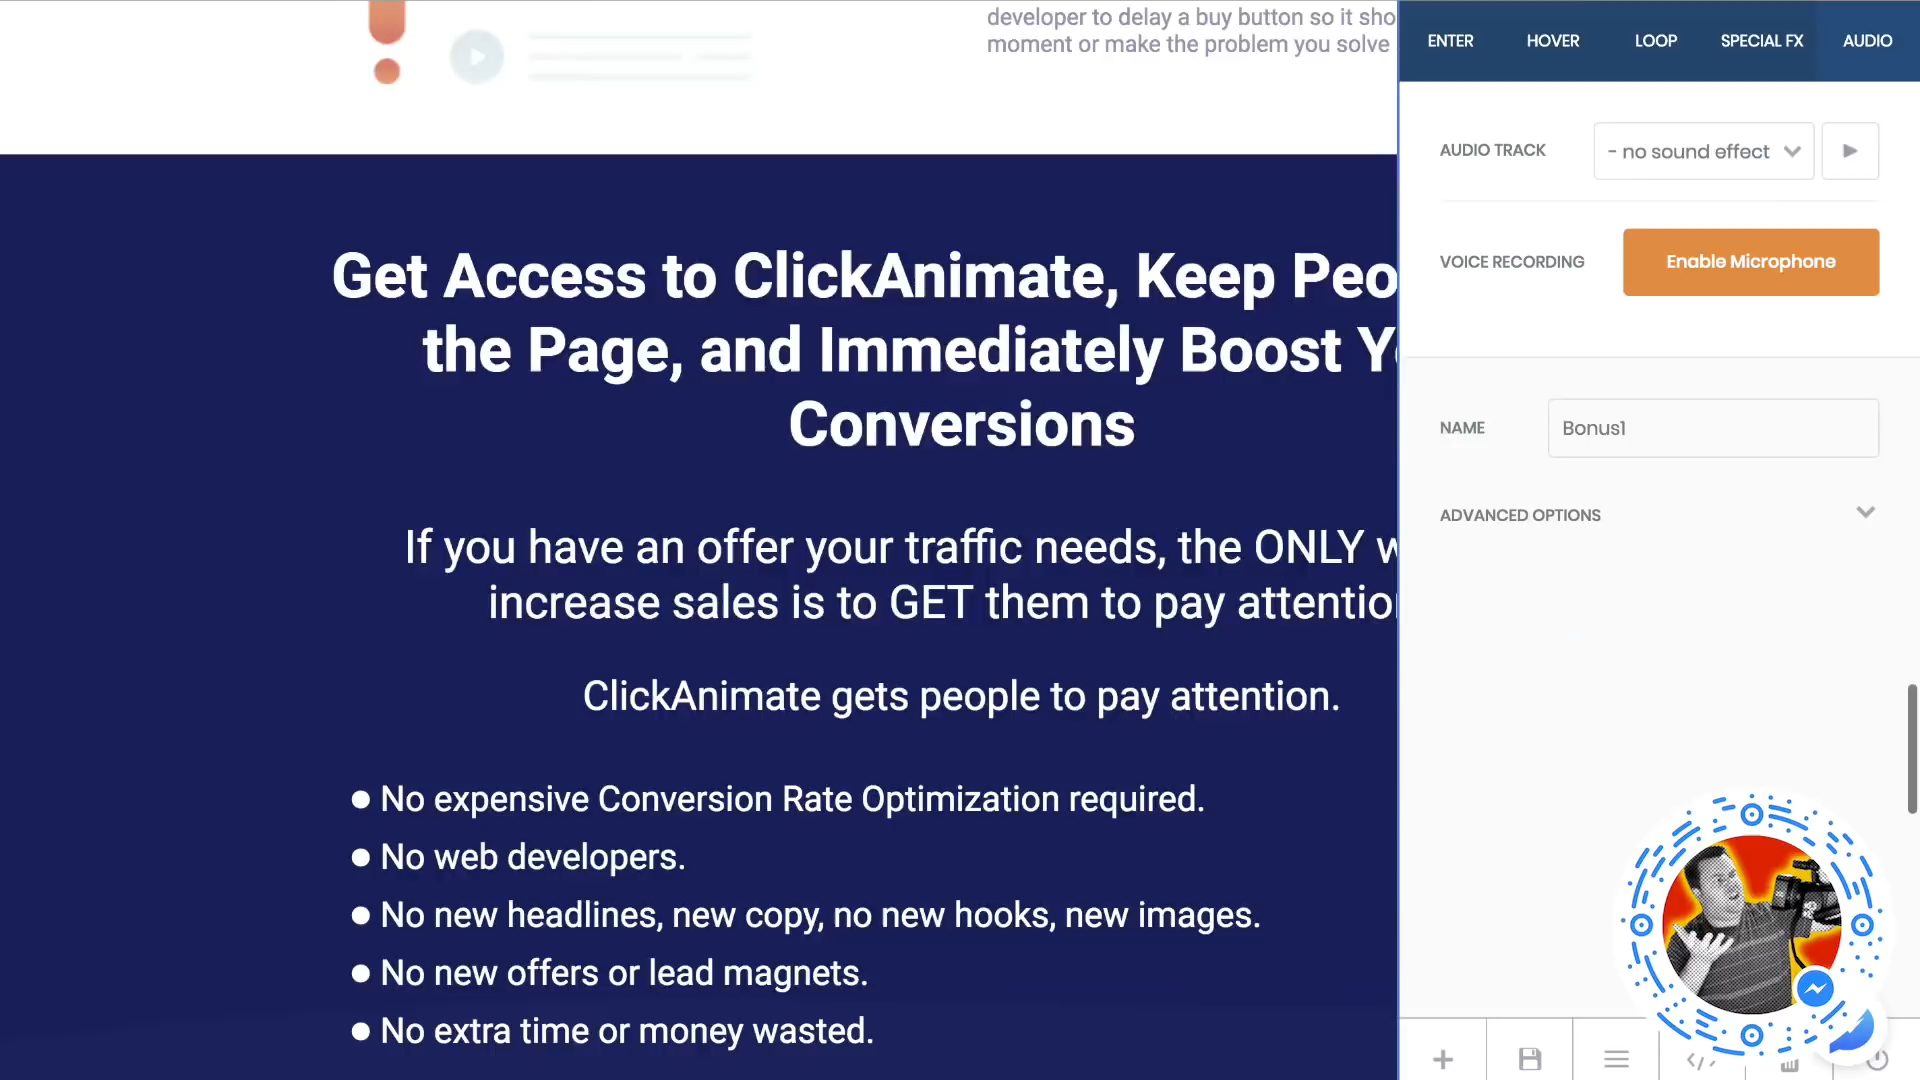 developer to delay a buy button so it sho
moment or make the problem you solve
Get Access to ClickAnimate, Keep Peo
the Page, and Immediately Boost Y
Conversions
If you have an offer your traffic needs, the ONLY w
increase sales is to GET them to pay attention
ClickAnimate gets people to pay attention.
● No expensive Conversion Rate Optimization required.
● No web developers.
● No new headlines, new copy, no new hooks, new images.
● No new offers or lead magnets.
● No extra time or money wasted.
ENTER HOVER LOOP SPECIAL FX AUDIO
AUDIO TRACK - no sound effect
VOICE RECORDING Enable Microphone
NAME Bonus1
ADVANCED OPTIONS